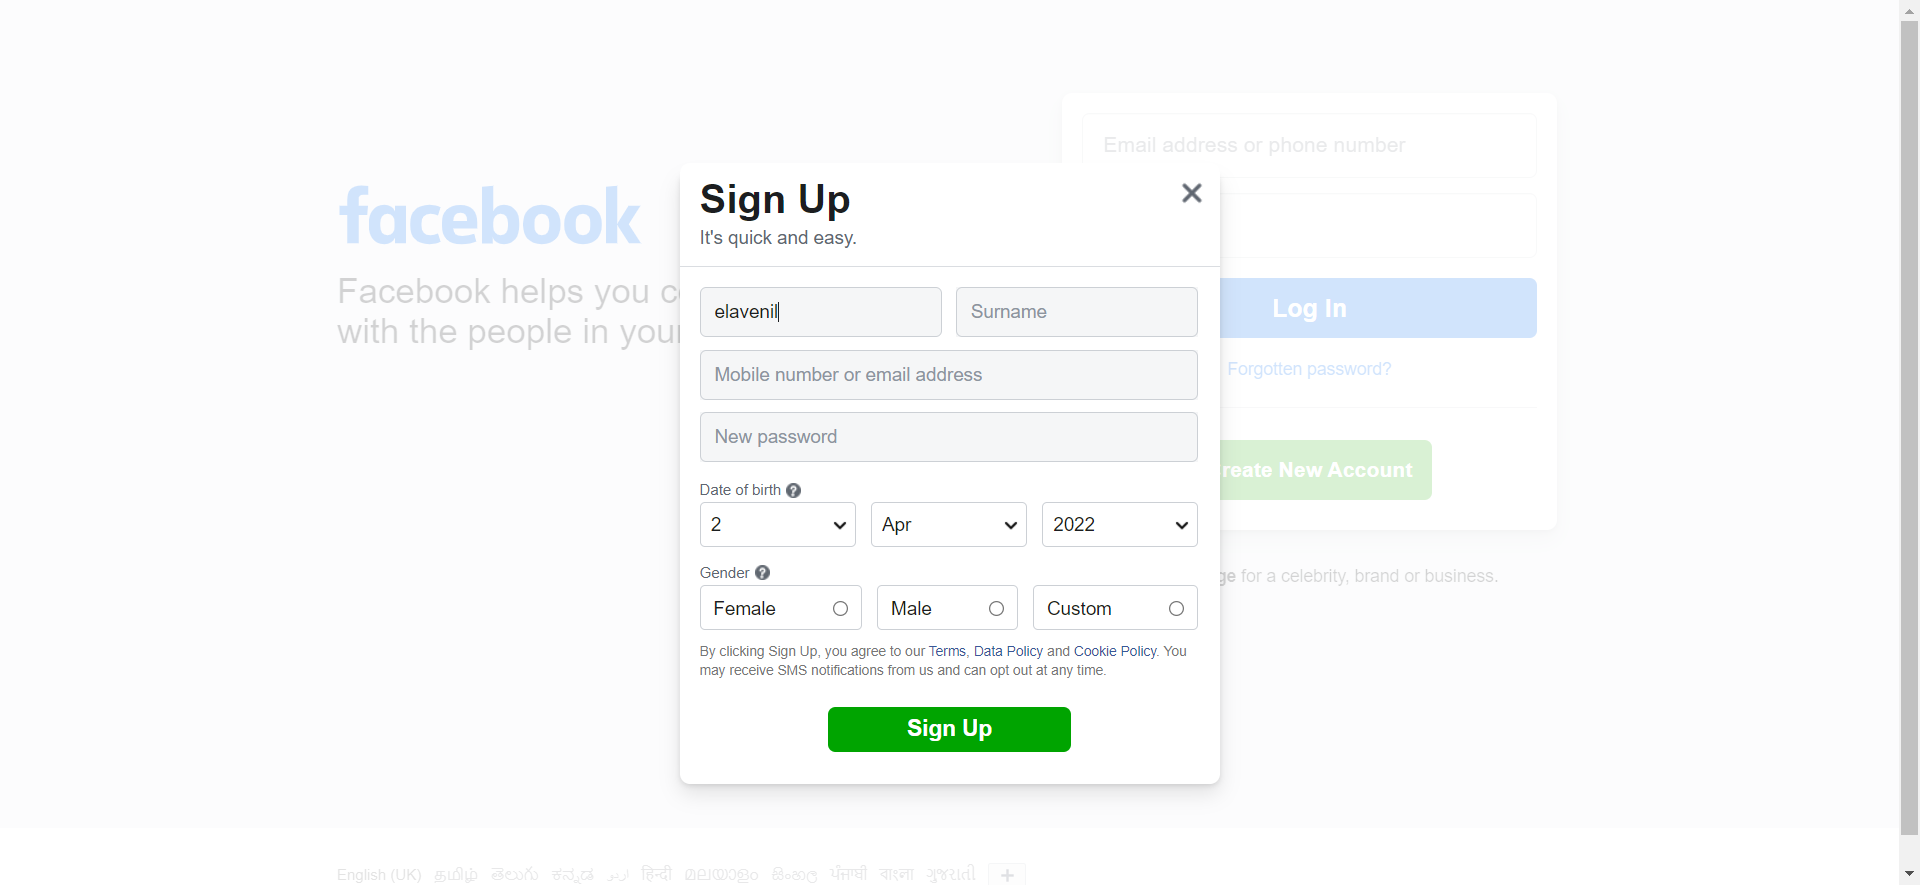 facebook
Facebook helps you c
with the people in your
Email address or phone number
Log In
Forgotten password?
reate New Account
ge for a celebrity, brand or business.
Sign Up
It's quick and easy.
elavenil Surname
Mobile number or email address
New password
Date of birth ?
2 Apr 2022
Gender ?
Female Male Custom
By clicking Sign Up, you agree to our Terms, Data Policy and Cookie Policy. You
may receive SMS notifications from us and can opt out at any time.
Sign Up
English (UK) தமிழ் తెలుగు ಕನ್ನಡ اردو हिन्दी മലയാളം සිංහල ਪੰਜਾਬੀ বাংলা ગુજરાતી +